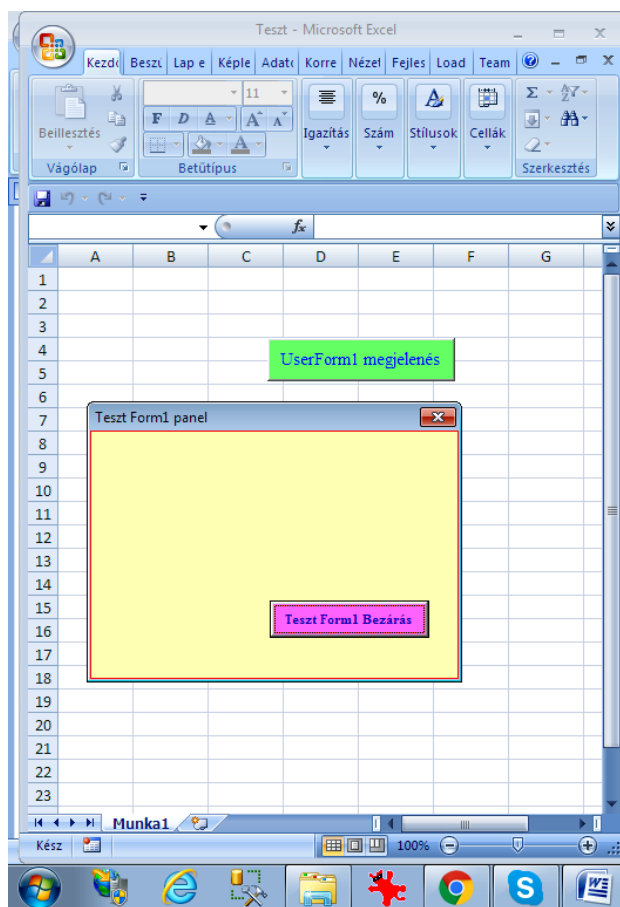 Teszt - Microsoft Excel
Kezdő Beszú Lap e Képle Adato Korre Nézet Fejles Load Team
11
Beillesztés
F D A A A
A
%
Igazítás Szám Stílusok Cellák
Σ
Vágólap Betűtípus Szerkesztés
fx
A B C D E F G
1
2
3
4
UserForm1 megjelenés
5
6
7
Teszt Form1 panel
8
9
10
11
12
13
14
15
Teszt Form1 Bezárás
16
17
18
19
20
21
22
23
Munka1
Kész 100%